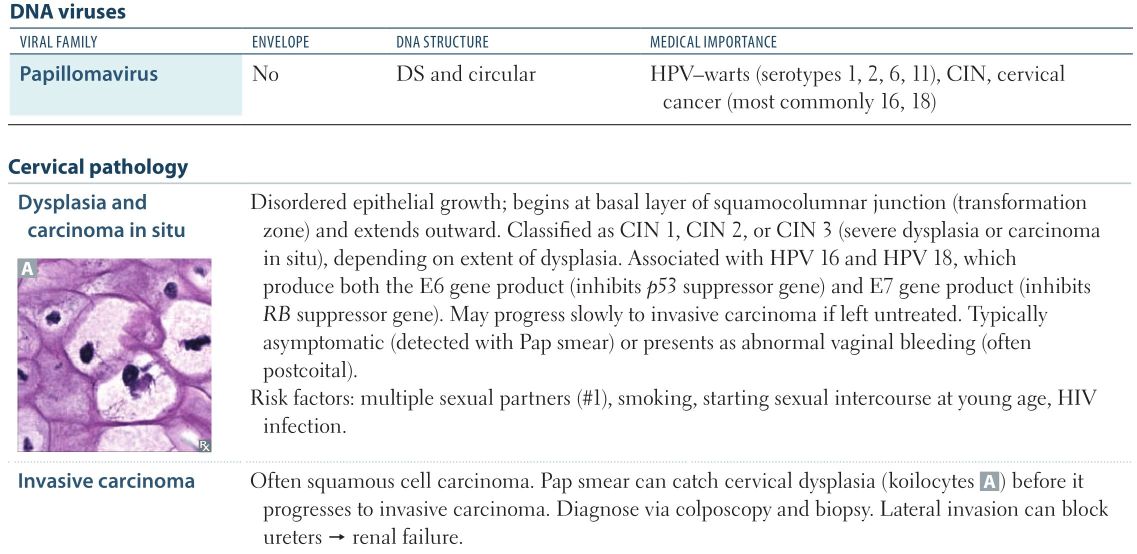 DNA viruses
VIRAL FAMILY ENVELOPE DNA STRUCTURE MEDICAL IMPORTANCE
Papillomavirus No DS and circular HPV–warts (serotypes 1, 2, 6, 11), CIN, cervical
cancer (most commonly 16, 18)
Cervical pathology
Dysplasia and
carcinoma in situ
A
Disordered epithelial growth; begins at basal layer of squamocolumnar junction (transformation
zone) and extends outward. Classified as CIN 1, CIN 2, or CIN 3 (severe dysplasia or carcinoma
in situ), depending on extent of dysplasia. Associated with HPV 16 and HPV 18, which
produce both the E6 gene product (inhibits p53 suppressor gene) and E7 gene product (inhibits
RB suppressor gene). May progress slowly to invasive carcinoma if left untreated. Typically
asymptomatic (detected with Pap smear) or presents as abnormal vaginal bleeding (often
postcoital).
Risk factors: multiple sexual partners (#1), smoking, starting sexual intercourse at young age, HIV
infection.
Rx
Invasive carcinoma
Often squamous cell carcinoma. Pap smear can catch cervical dysplasia (koilocytes A) before it
progresses to invasive carcinoma. Diagnose via colposcopy and biopsy. Lateral invasion can block
ureters → renal failure.